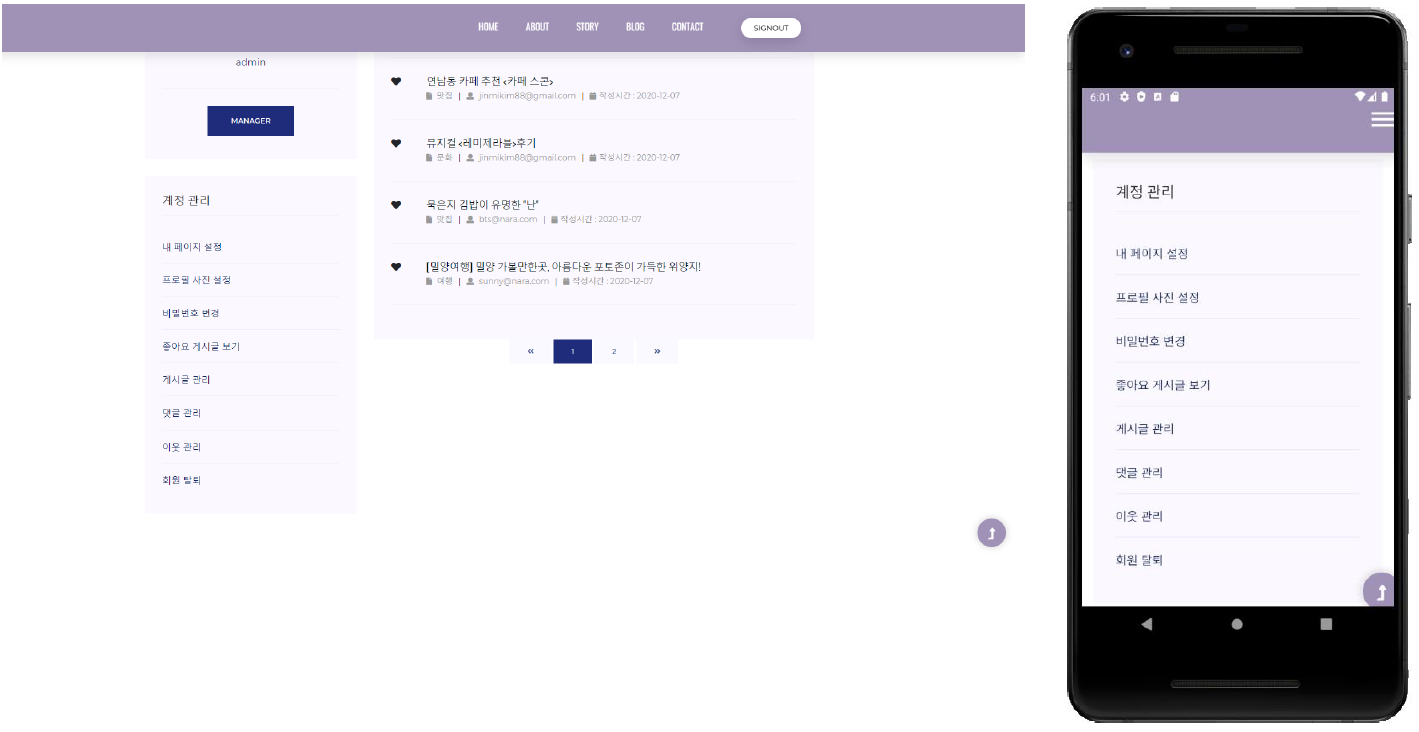 HOME ABOUT STORY BLOG CONTACT SIGNOUT
admin
MANAGER
계정 관리
내 페이지 설정
프로필 사진 설정
비밀번호 변경
좋아요 게시글 보기
게시글 관리
댓글 관리
이웃 관리
회원 탈퇴
연남동 카페 추천 <카페 스콘>
맛집 | jinmikim88@gmail.com | 작성시간 : 2020-12-07
뮤지컬 <레미제라블>후기
문화 | jinmikim88@gmail.com | 작성시간 : 2020-12-07
묵은지 김밥이 유명한 "난"
맛집 | bts@nara.com | 작성시간 : 2020-12-07
[밀양여행] 밀양 가볼만한곳, 아름다운 포토존이 가득한 위양지!
여행 | sunny@nara.com | 작성시간 : 2020-12-07
« 1 2 »
6:01
계정 관리
내 페이지 설정
프로필 사진 설정
비밀번호 변경
좋아요 게시글 보기
게시글 관리
댓글 관리
이웃 관리
회원 탈퇴